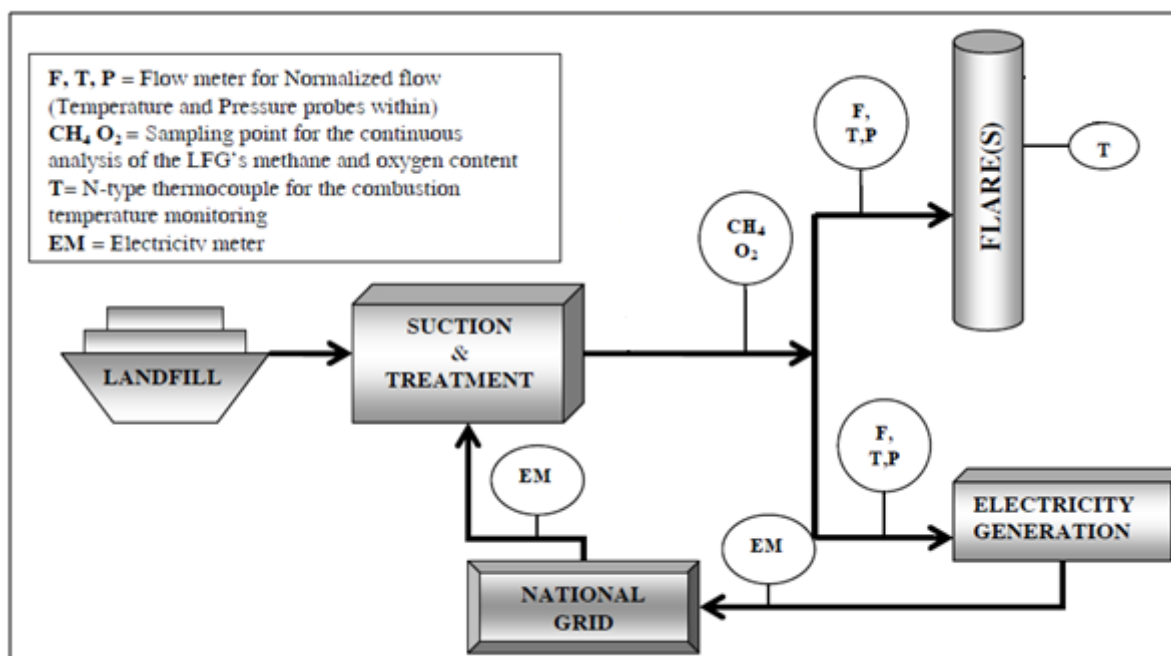 F, T, P = Flow meter for Normalized flow
(Temperature and Pressure probes within)
CH₄ O₂ = Sampling point for the continuous
analysis of the LFG's methane and oxygen content
T= N-type thermocouple for the combustion
temperature monitoring
EM = Electricity meter
F,
T,P
FLARE(S)
T
CH₄
O₂
SUCTION
&
TREATMENT
LANDFILL
F,
T,P
EM
ELECTRICITY
GENERATION
EM
NATIONAL
GRID